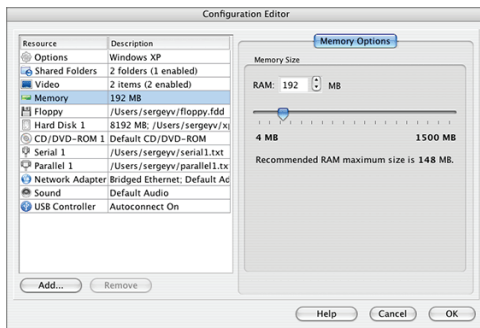 Configuration Editor
Resource Description
Options Windows XP
Shared Folders 2 folders (1 enabled)
Video 2 items (2 enabled)
Memory 192 MB
Floppy /Users/sergeyv/floppy.fdd
Hard Disk 1 8192 MB; /Users/sergeyv/xp
CD/DVD-ROM 1 Default CD/DVD-ROM
Serial 1 /Users/sergeyv/serial1.txt
Parallel 1 /Users/sergeyv/parallel1.tx
Network Adapter Bridged Ethernet; Default Ad
Sound Default Audio
USB Controller Autoconnect On
Add... Remove
Memory Options
Memory Size
RAM: 192 MB
4 MB 1500 MB
Recommended RAM maximum size is 148 MB.
Help Cancel OK